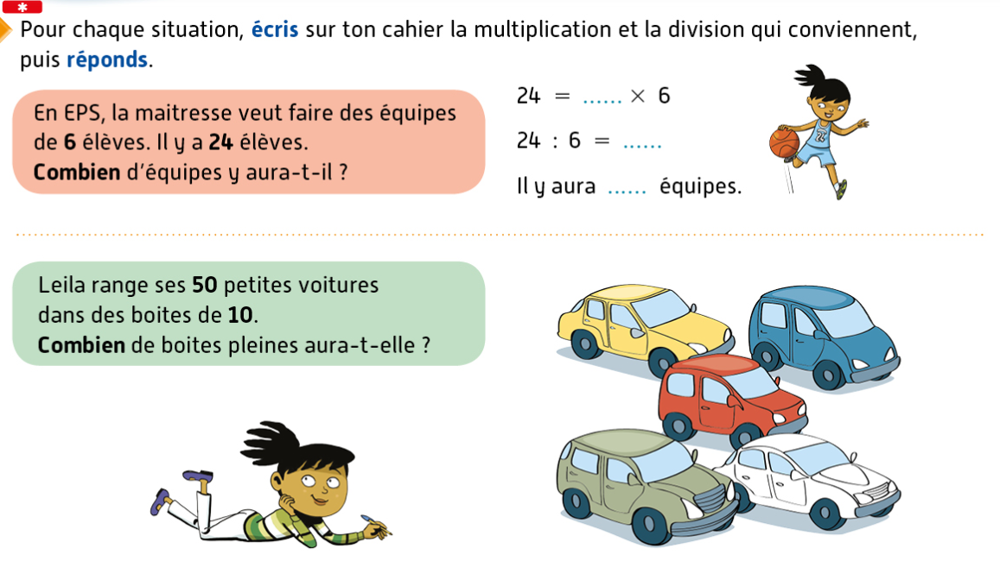 *
Pour chaque situation, écris sur ton cahier la multiplication et la division qui conviennent,
puis réponds.
En EPS, la maitresse veut faire des équipes
de 6 élèves. Il y a 24 élèves.
Combien d'équipes y aura-t-il ?
24 = ...... × 6
24 : 6 = ......
Il y aura ...... équipes.
24
Leila range ses 50 petites voitures
dans des boites de 10.
Combien de boites pleines aura-t-elle ?